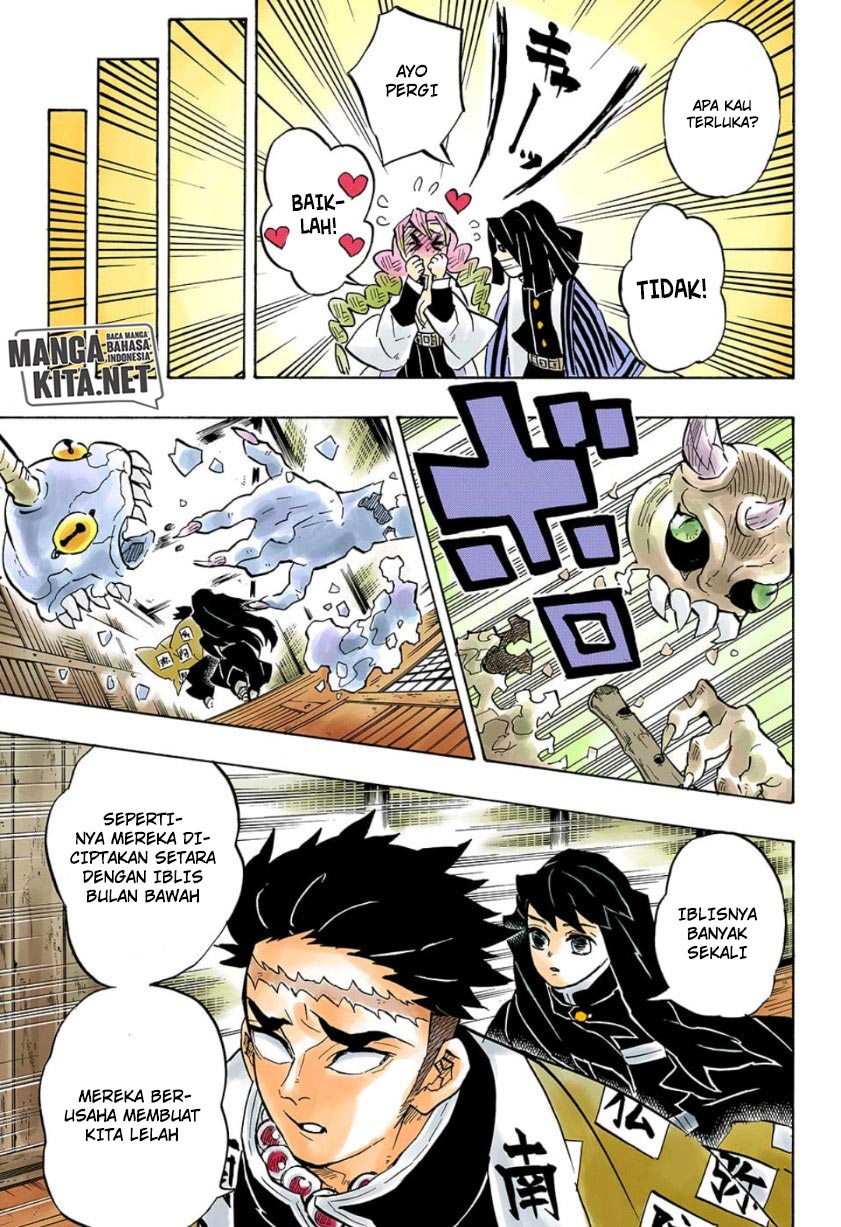 APA KAU
TERLUKA?
TIDAK!
AYO
PERGI
キュー
BAIK-
LAH!
MANGA
KITA.NET
BACA MANGA
BAHASA
INDONESIA
ボロ
IBLISNYA
BANYAK
SEKALI
SEPERTI-
NYA MEREKA DI-
CIPTAKAN SETARA
DENGAN IBLIS
BULAN BAWAH
MEREKA BER-
USAHA MEMBUAT
KITA LELAH
南
仏
弥